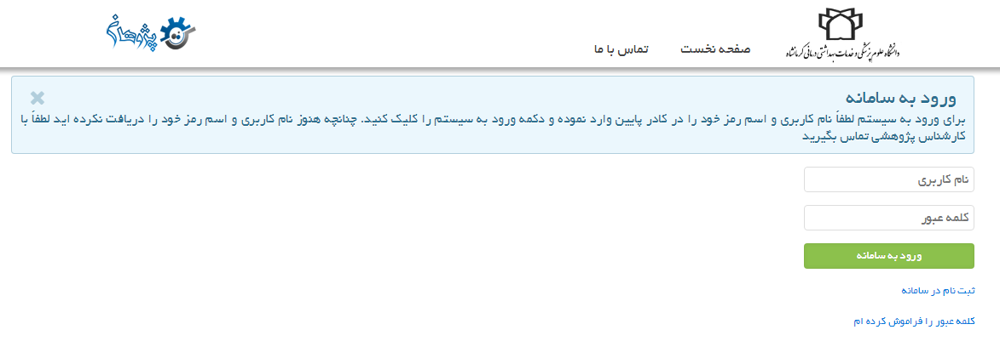 دانشگاه علوم پزشکی و خدمات بهداشتی درمانی کرمانشاه
صفحه نخست
تماس با ما
پژوهان
ورود به سامانه
برای ورود به سیستم لطفاً نام کاربری و اسم رمز خود را در کادر پایین وارد نموده و دکمه ورود به سیستم را کلیک کنید. چنانچه هنوز نام کاربری و اسم رمز خود را دریافت نکرده اید لطفاً با
کارشناس پژوهشی تماس بگیرید
نام کاربری
کلمه عبور
ورود به سامانه
ثبت نام در سامانه
کلمه عبور را فراموش کرده ام